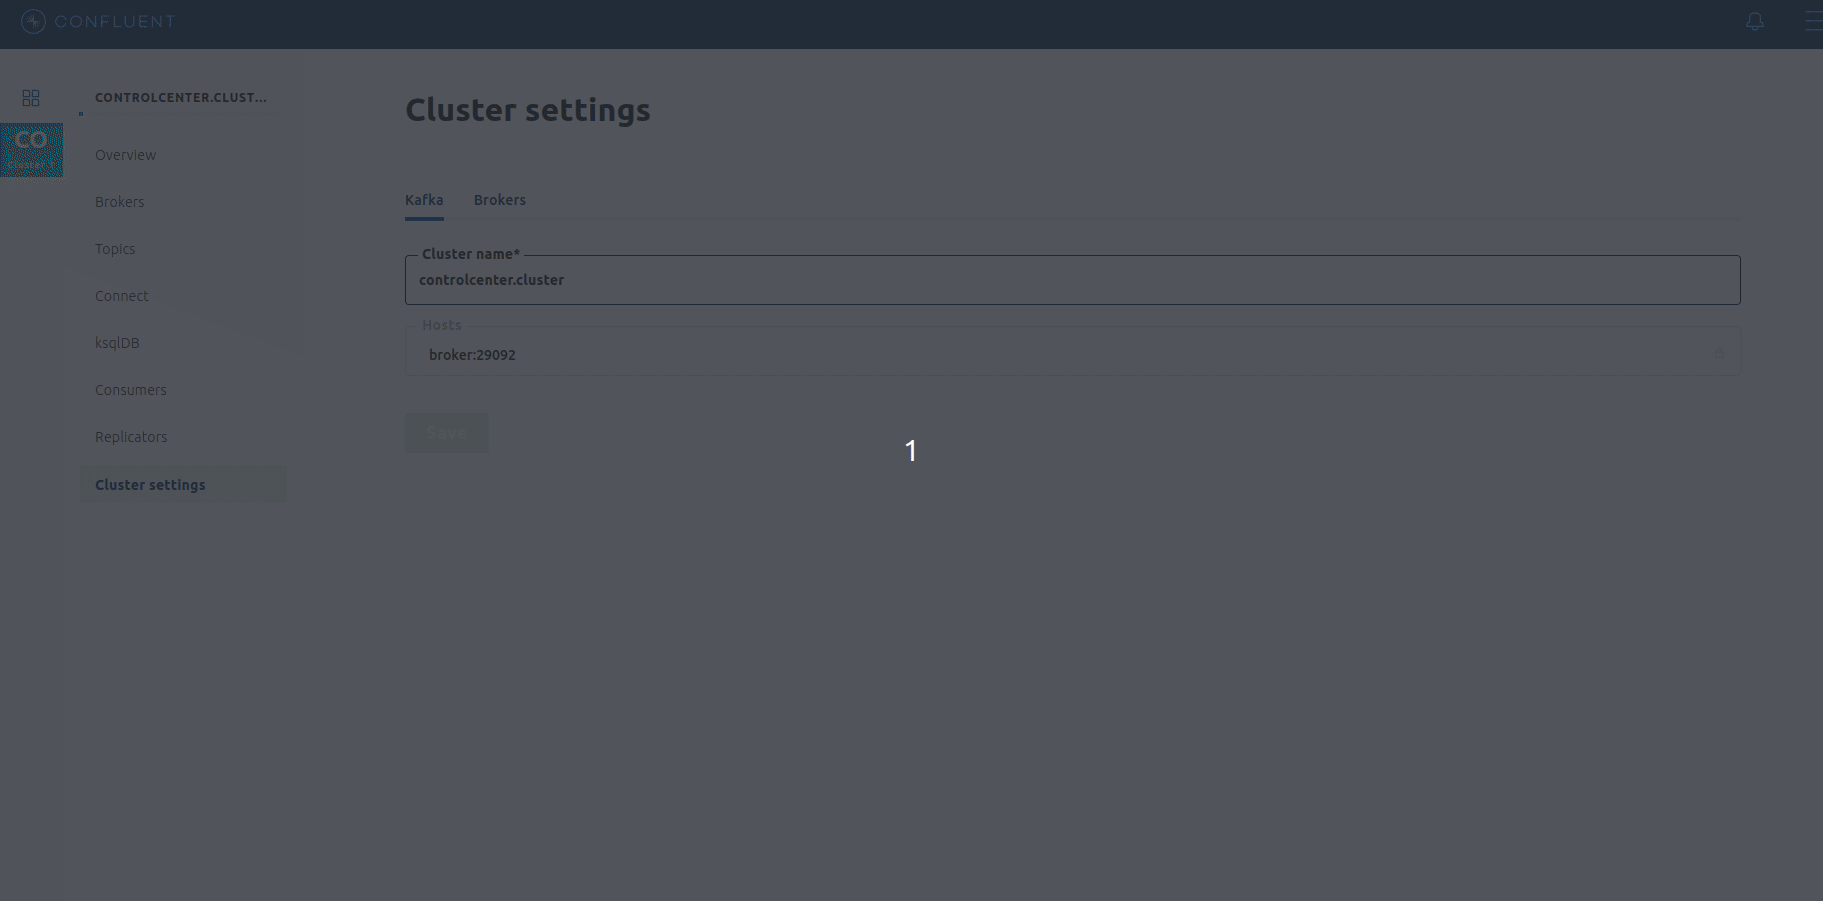 CONFLUENT
CONTROLCENTER.CLUST...
CO
Overview
Brokers
Topics
Connect
ksqlDB
Consumers
Replicators
Cluster settings
Cluster settings
Kafka
Brokers
Cluster name*
controlcenter.cluster
Hosts
broker:29092
Save
1